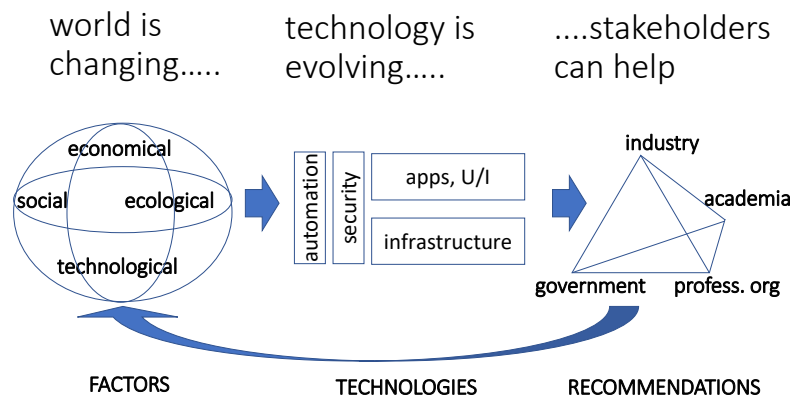 world is
changing.....
technology is
evolving.....
....stakeholders
can help
economical
social
ecological
technological
automation
security
apps, U/I
infrastructure
industry
academia
government
profess. org
FACTORS
TECHNOLOGIES
RECOMMENDATIONS